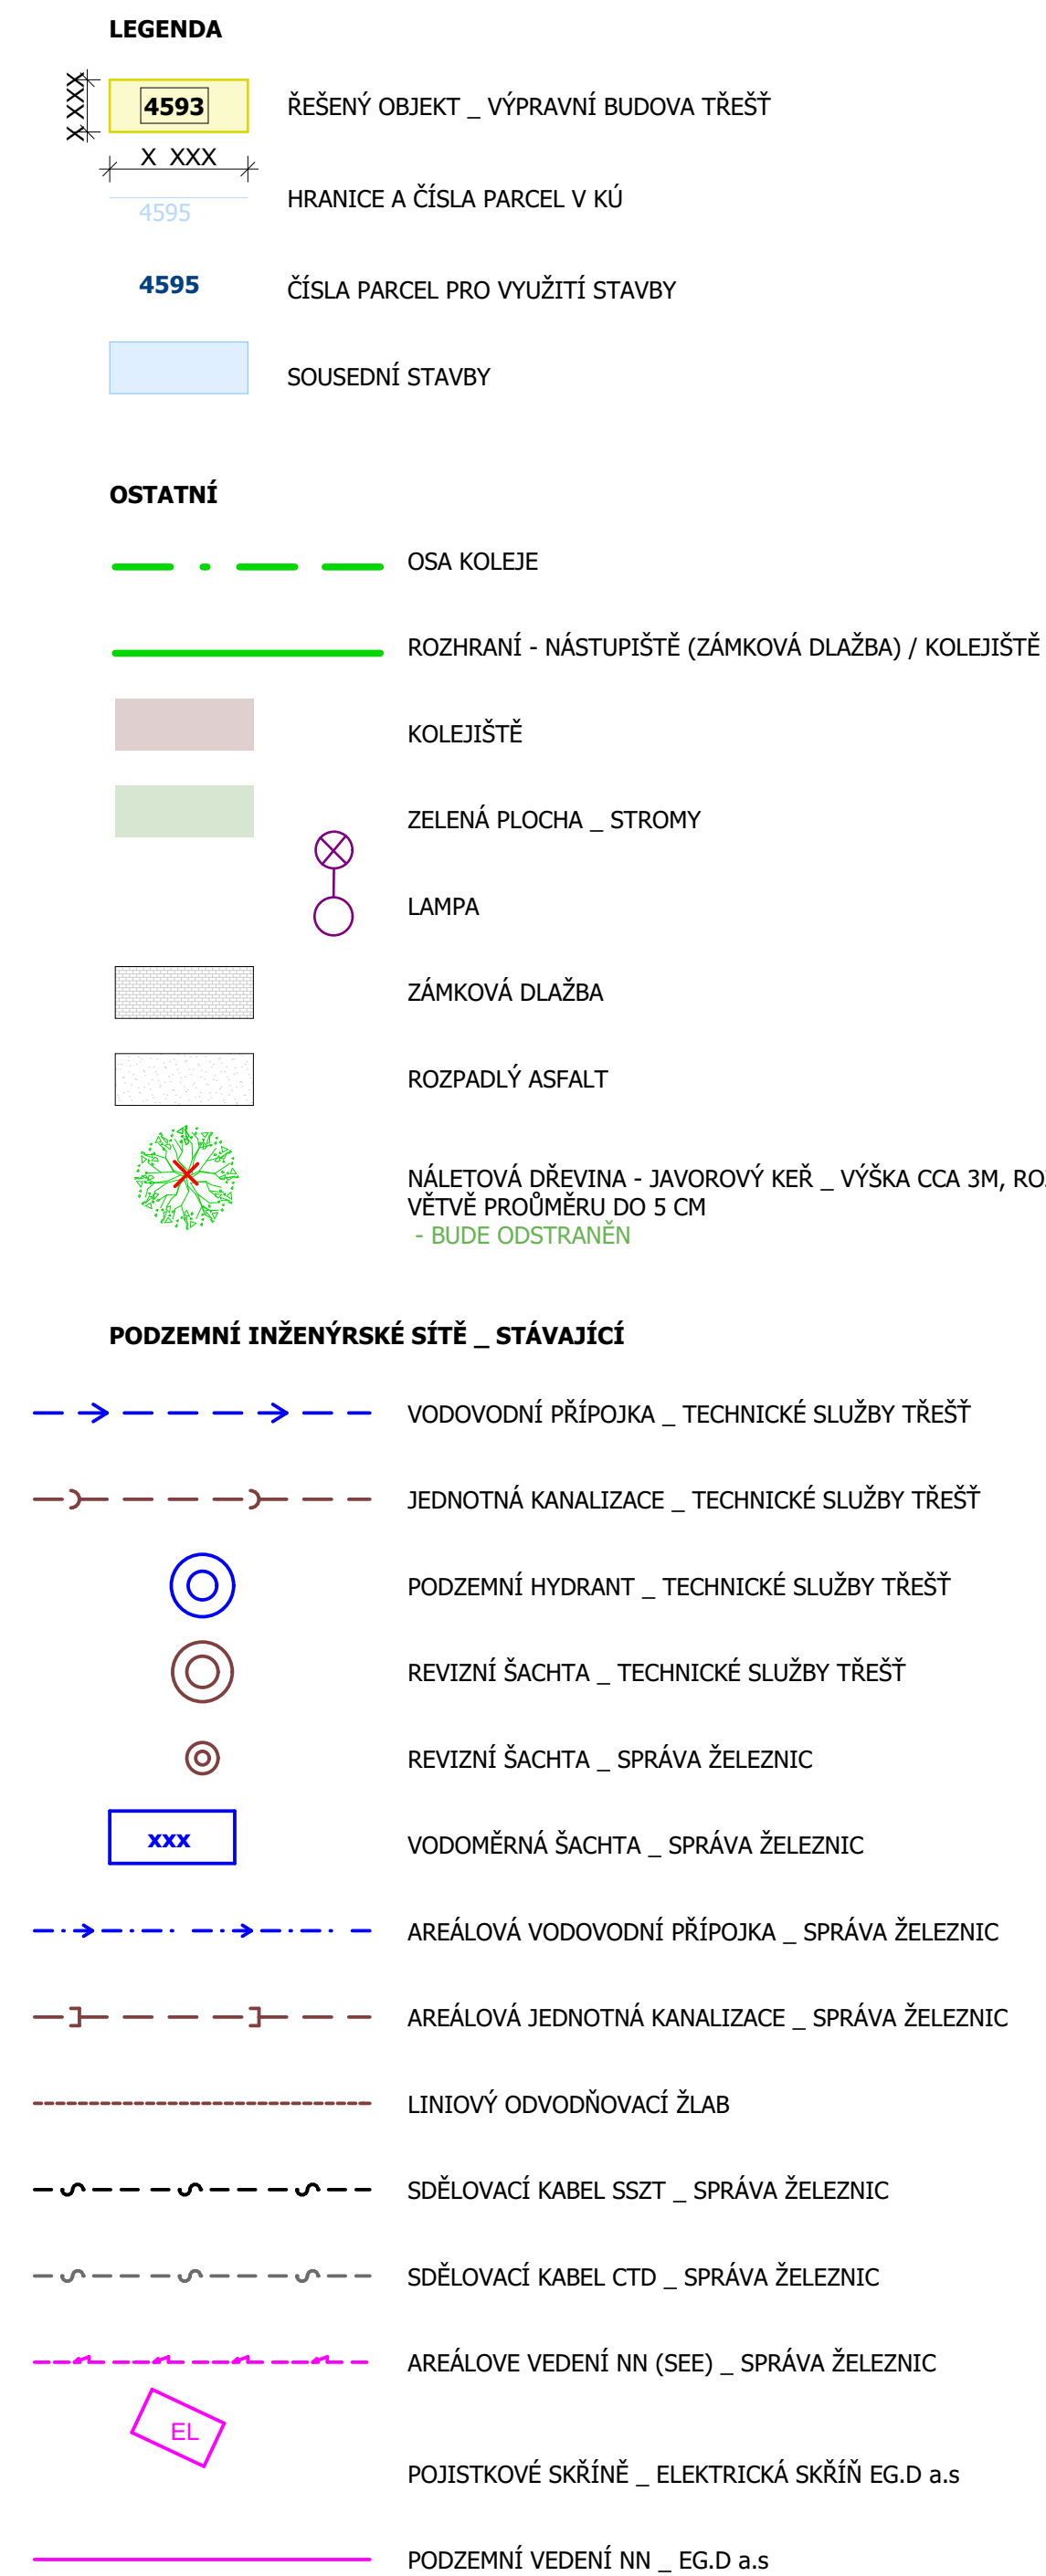 LEGENDA
X XXX
4593
ŘEŠENÝ OBJEKT _ VÝPRAVNÍ BUDOVA TŘEŠŤ
X XXX
HRANICE A ČÍSLA PARCEL V KÚ
4595
4595
ČÍSLA PARCEL PRO VYUŽITÍ STAVBY
SOUSEDNÍ STAVBY
OSTATNÍ
OSA KOLEJE
ROZHRANÍ - NÁSTUPIŠTĚ (ZÁMKOVÁ DLAŽBA) / KOLEJIŠTĚ
KOLEJIŠTĚ
ZELENÁ PLOCHA _ STROMY
LAMPA
ZÁMKOVÁ DLAŽBA
ROZPADLÝ ASFALT
NÁLETOVÁ DŘEVINA - JAVOROVÝ KEŘ _ VÝŠKA CCA 3M,
VĚTVĚ PROŮMĚRU DO 5 CM
- BUDE ODSTRANĚN
PODZEMNÍ INŽENÝRSKÉ SÍTĚ _ STÁVAJÍCÍ
VODOVODNÍ PŘÍPOJKA _ TECHNICKÉ SLUŽBY TŘEŠŤ
JEDNOTNÁ KANALIZACE _ TECHNICKÉ SLUŽBY TŘEŠŤ
PODZEMNÍ HYDRANT _ TECHNICKÉ SLUŽBY TŘEŠŤ
REVIZNÍ ŠACHTA _ TECHNICKÉ SLUŽBY TŘEŠŤ
REVIZNÍ ŠACHTA _ SPRÁVA ŽELEZNIC
xxx
VODOMĚRNÁ ŠACHTA _ SPRÁVA ŽELEZNIC
AREÁLOVÁ VODOVODNÍ PŘÍPOJKA _ SPRÁVA ŽELEZNIC
AREÁLOVÁ JEDNOTNÁ KANALIZACE _ SPRÁVA ŽELEZNIC
LINIOVÝ ODVODŇOVACÍ ŽLAB
SDĚLOVACÍ KABEL SSZT _ SPRÁVA ŽELEZNIC
SDĚLOVACÍ KABEL CTD _ SPRÁVA ŽELEZNIC
AREÁLOVE VEDENÍ NN (SEE) _ SPRÁVA ŽELEZNIC
EL
POJISTKOVÉ SKŘÍNĚ _ ELEKTRICKÁ SKŘÍŇ EG.D a.s
PODZEMNÍ VEDENÍ NN _ EG.D a.s